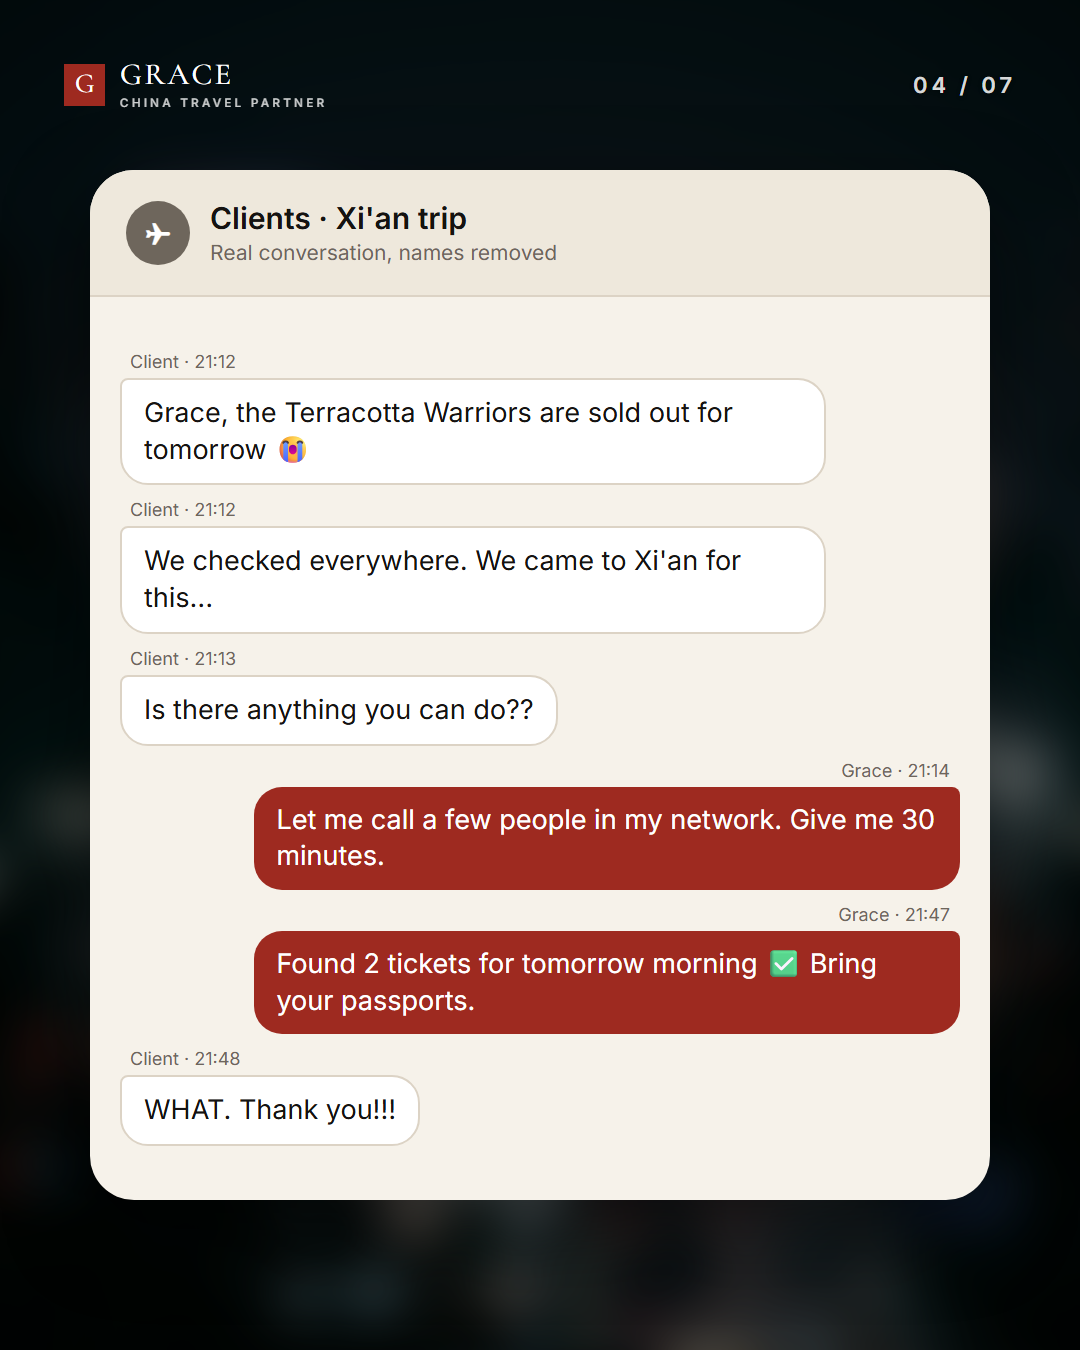 G
GRACE
CHINA TRAVEL PARTNER
04 / 07
Clients · Xi'an trip
Real conversation, names removed
Client · 21:12
Grace, the Terracotta Warriors are sold out for
tomorrow 😭
Client · 21:12
We checked everywhere. We came to Xi'an for
this...
Client · 21:13
Is there anything you can do??
Grace · 21:14
Let me call a few people in my network. Give me 30
minutes.
Grace · 21:47
Found 2 tickets for tomorrow morning ✅ Bring
your passports.
Client · 21:48
WHAT. Thank you!!!